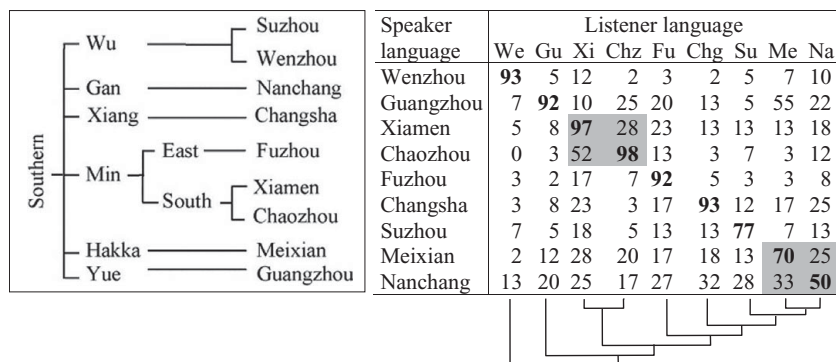 Southern
Wu
Suzhou
Wenzhou
Gan
Nanchang
Xiang
Changsha
Min
East
Fuzhou
South
Xiamen
Chaozhou
Hakka
Meixian
Yue
Guangzhou
Speaker Listener language
language We Gu Xi Chz Fu Chg Su Me Na
Wenzhou 93 5 12 2 3 2 5 7 10
Guangzhou 7 92 10 25 20 13 5 55 22
Xiamen 5 8 97 28 23 13 13 13 18
Chaozhou 0 3 52 98 13 3 7 3 12
Fuzhou 3 2 17 7 92 5 3 3 8
Changsha 3 8 23 3 17 93 12 17 25
Suzhou 7 5 18 5 13 13 77 7 13
Meixian 2 12 28 20 17 18 13 70 25
Nanchang 13 20 25 17 27 32 28 33 50